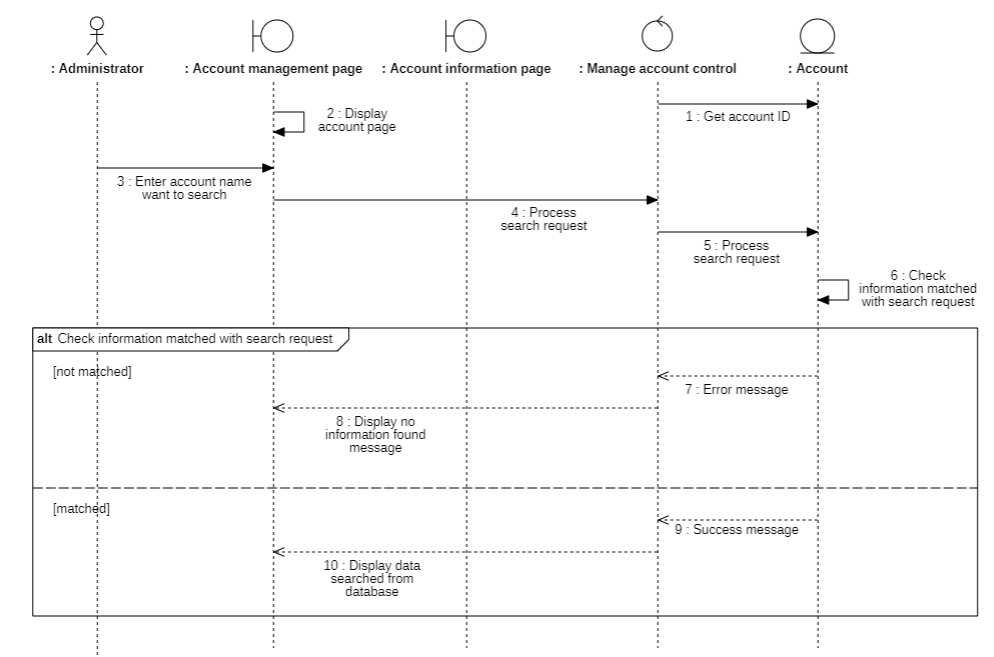 : Administrator
: Account management page
: Account information page
: Manage account control
: Account
1 : Get account ID
2 : Display
account page
3 : Enter account name
want to search
4 : Process
search request
5 : Process
search request
6 : Check
information matched
with search request
alt Check information matched with search request
[not matched]
7 : Error message
8 : Display no
information found
message
[matched]
9 : Success message
10 : Display data
searched from
database